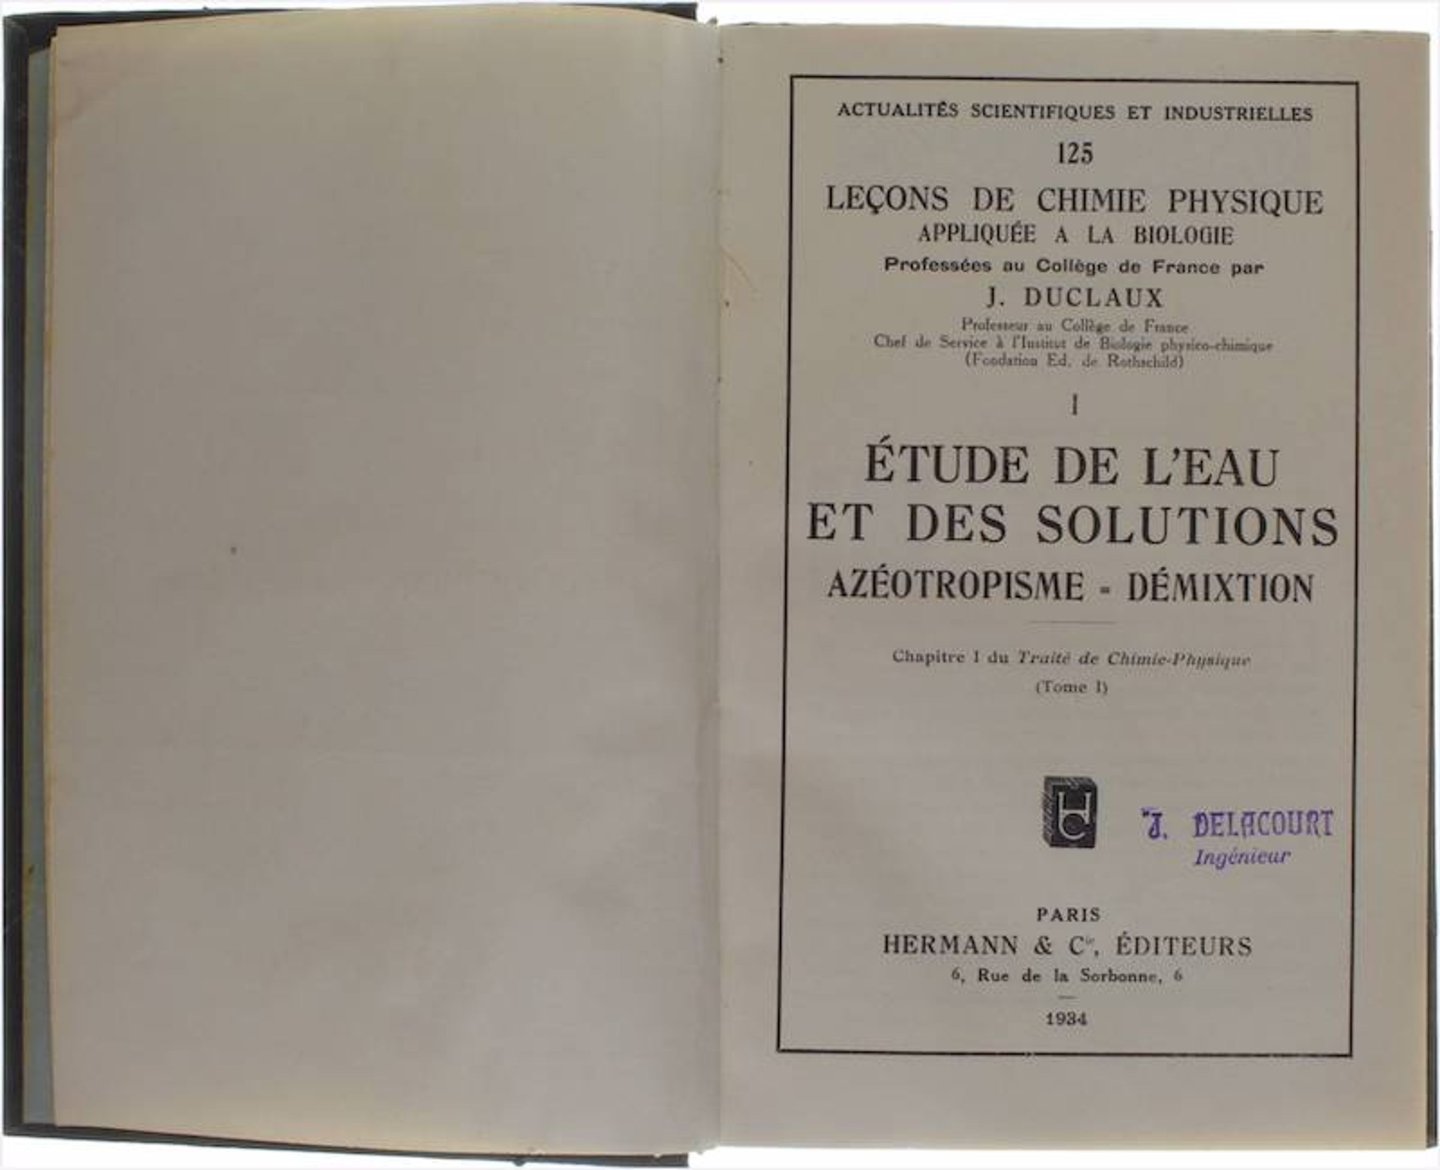 ACTUALITÉS SCIENTIFIQUES ET INDUSTRIELLES
125
LEÇONS DE CHIMIE PHYSIQUE
APPLIQUÉE A LA BIOLOGIE
Professées au Collège de France par
J. DUCLAUX
Professeur au Collège de France
Chef de Service à l'Institut de Biologie physico-chimique
(Fondation Ed. de Rothschild)
I
ÉTUDE DE L'EAU
ET DES SOLUTIONS
AZÉOTROPISME - DÉMIXTION
Chapitre I du Traité de Chimie-Physique
(Tome I)
HC
J. DELACOURT
Ingénieur
PARIS
HERMANN & Cie, ÉDITEURS
6, Rue de la Sorbonne, 6
1934